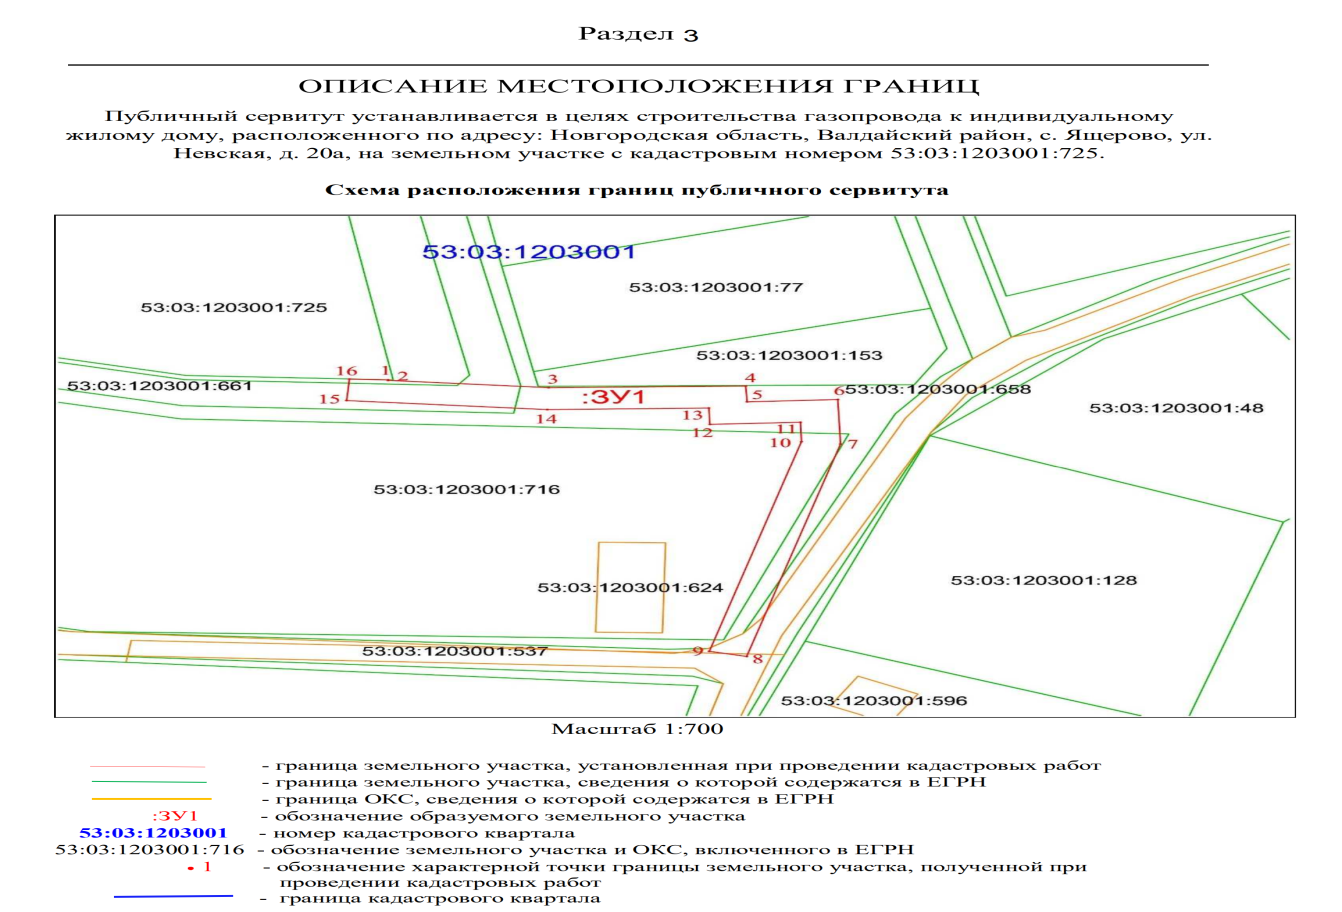 Раздел 3
ОПИСАНИЕ МЕСТОПОЛОЖЕНИЯ ГРАНИЦ
Публичный сервитут устанавливается в целях строительства газопровода к индивидуальному
жилому дому, расположенного по адресу: Новгородская область, Валдайский район, с. Ящерово, ул.
Невская, д. 20а, на земельном участке с кадастровым номером 53:03:1203001:725.
Схема расположения границ публичного сервитута
53:03:1203001
53:03:1203001:77
53:03:1203001:725
53:03:1203001:153
16 1 2 3 4
53:03:1203001:661
53:03:1203001:658
15 :ЗУ1 5 6
53:03:1203001:48
14 13 12 11 10 7
53:03:1203001:716
53:03:1203001:128
53:03:1203001:624
53:03:1203001:537
9 8
53:03:1203001:596
Масштаб 1:700
- граница земельного участка, установленная при проведении кадастровых работ
- граница земельного участка, сведения о которой содержатся в ЕГРН
- граница ОКС, сведения о которой содержатся в ЕГРН
:ЗУ1 - обозначение образуемого земельного участка
53:03:1203001 - номер кадастрового квартала
53:03:1203001:716 - обозначение земельного участка и ОКС, включенного в ЕГРН
• 1 - обозначение характерной точки границы земельного участка, полученной при
проведении кадастровых работ
- граница кадастрового квартала